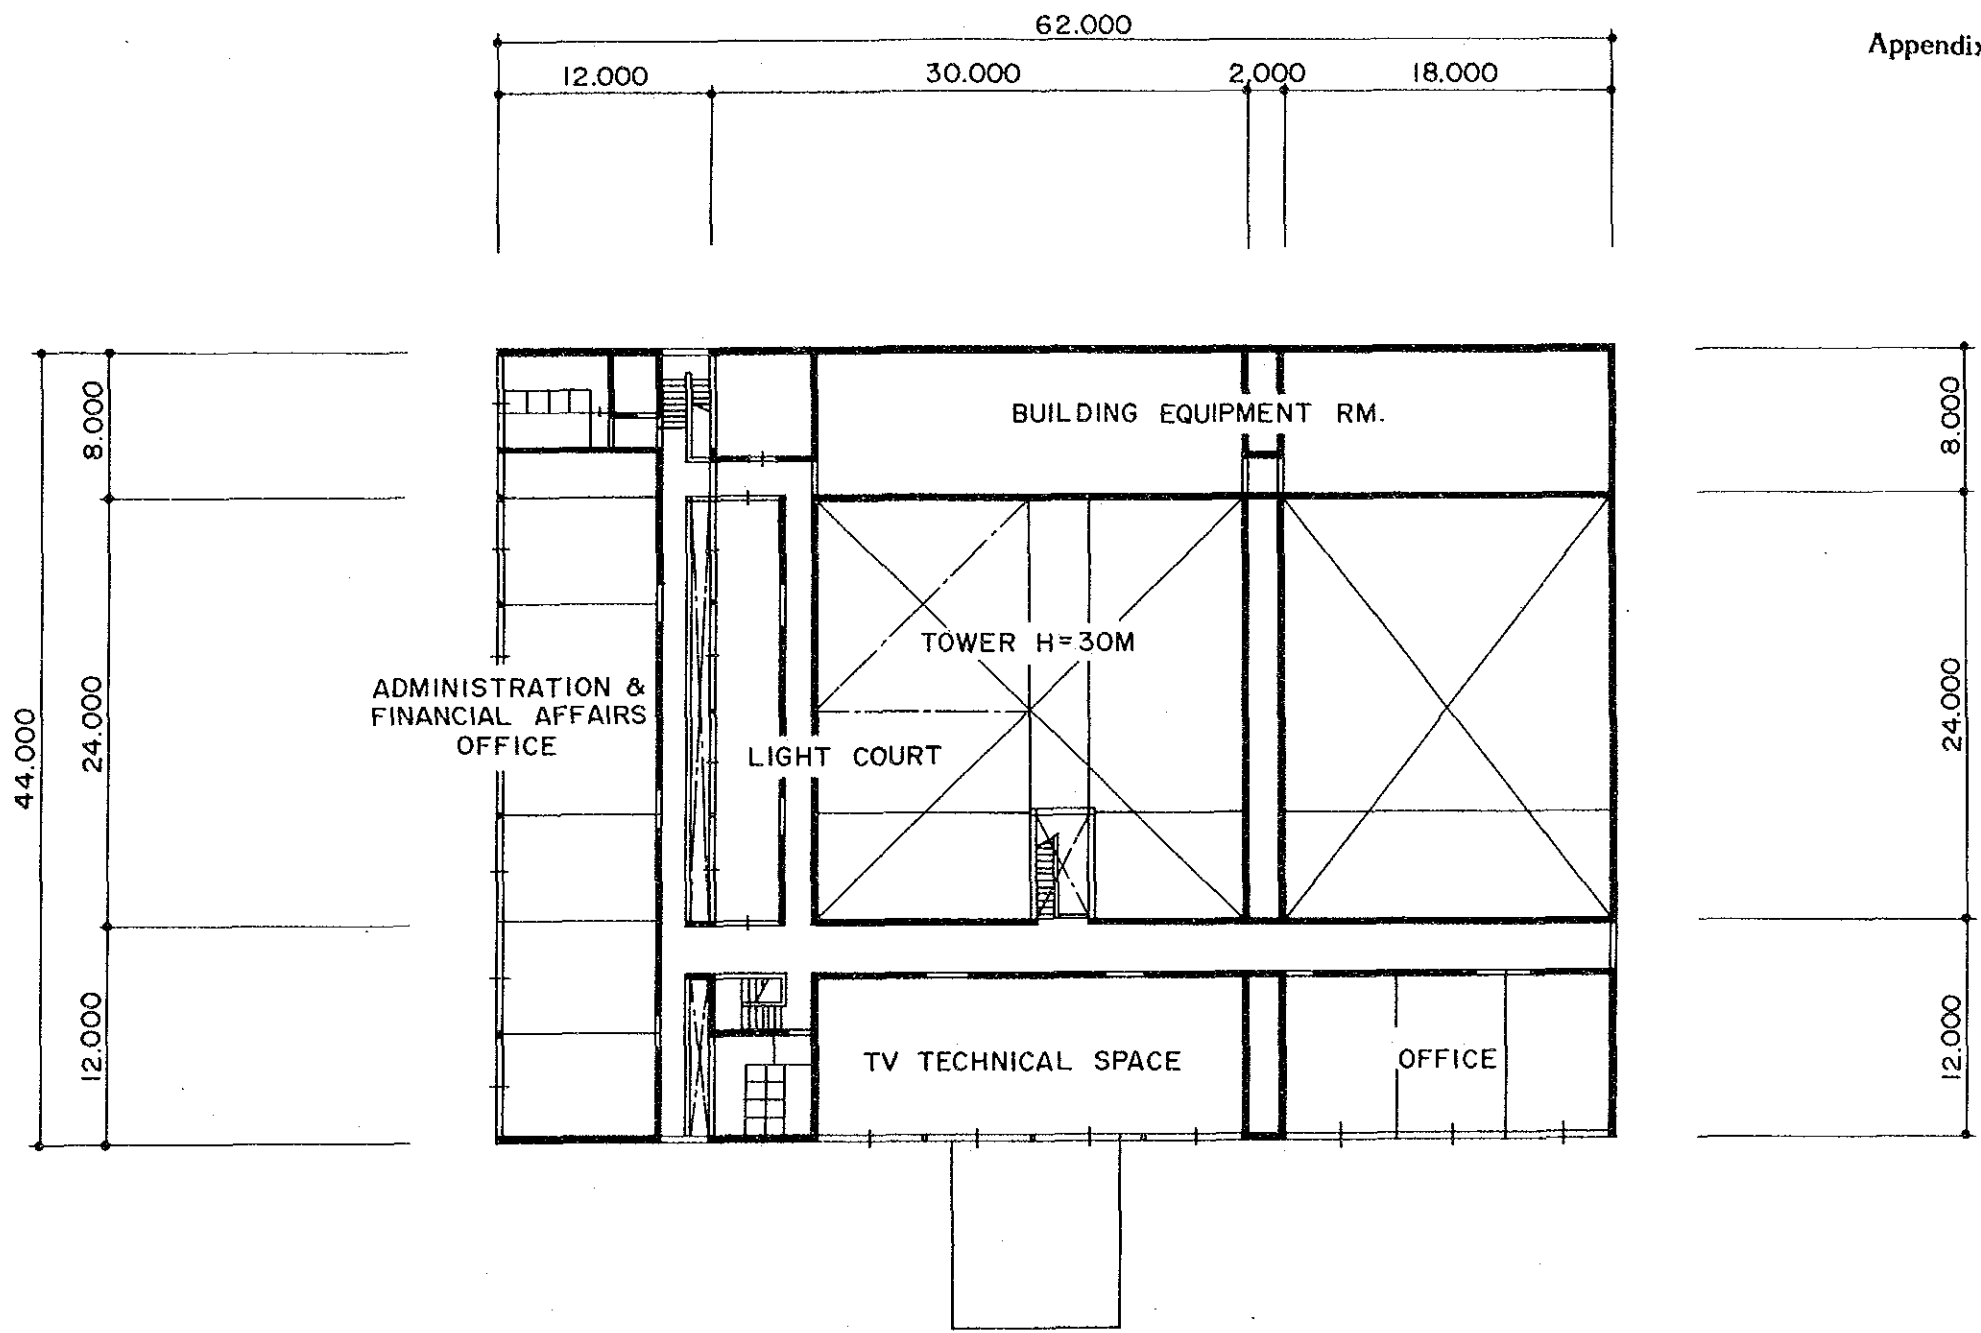 62.000
Appendix
12.000 30.000 2,000 18.000
BUILDING EQUIPMENT RM.
8.000
8.000
TOWER H=30M
ADMINISTRATION &
FINANCIAL AFFAIRS
OFFICE
LIGHT COURT
44.000
24.000
24.000
TV TECHNICAL SPACE
OFFICE
12.000
12.000